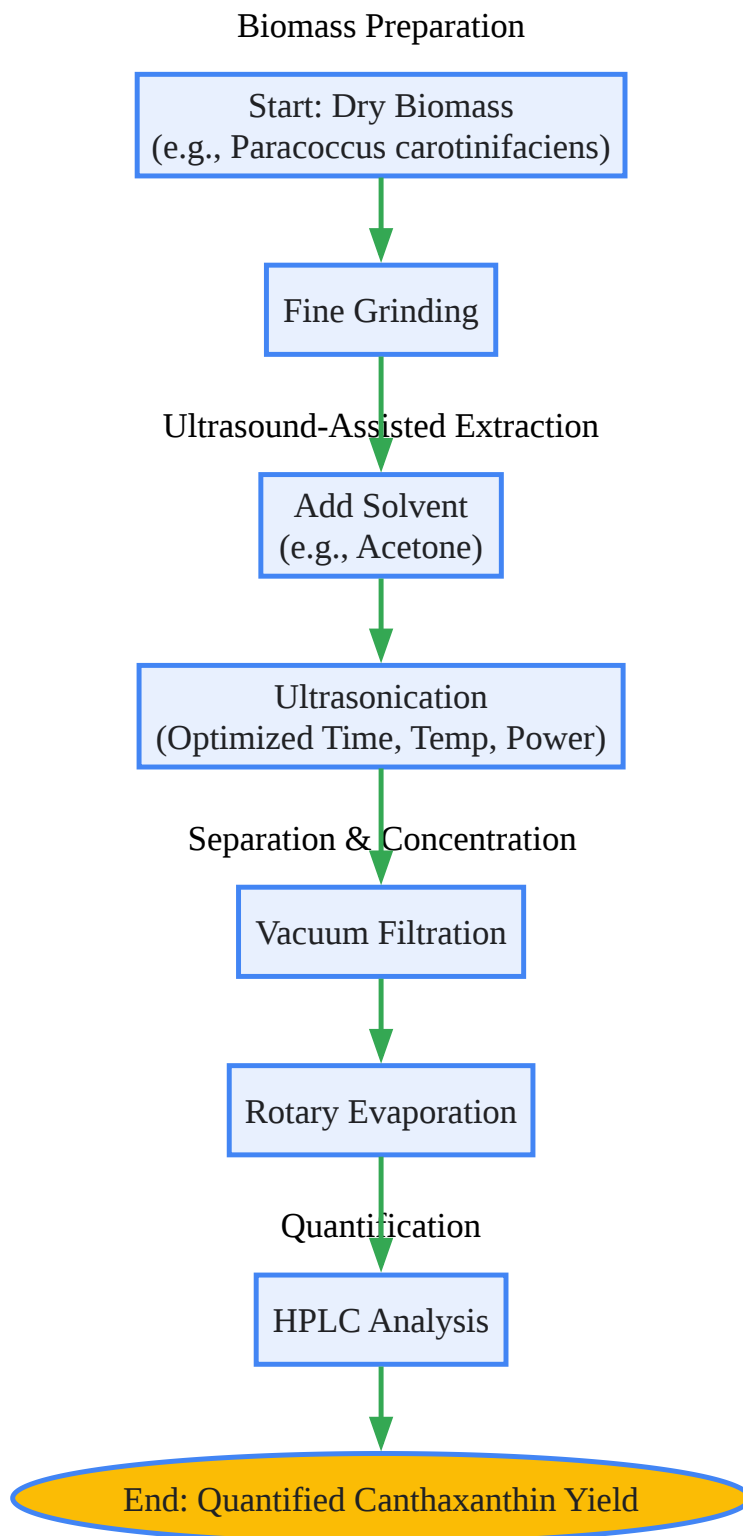 Biomass Preparation
Start: Dry Biomass
(e.g., Paracoccus carotinifaciens)
Fine Grinding
Ultrasound-Assisted Extraction
Add Solvent
(e.g., Acetone)
Ultrasonication
(Optimized Time, Temp, Power)
Separation & Concentration
Vacuum Filtration
Rotary Evaporation
Quantification
HPLC Analysis
End: Quantified Canthaxanthin Yield